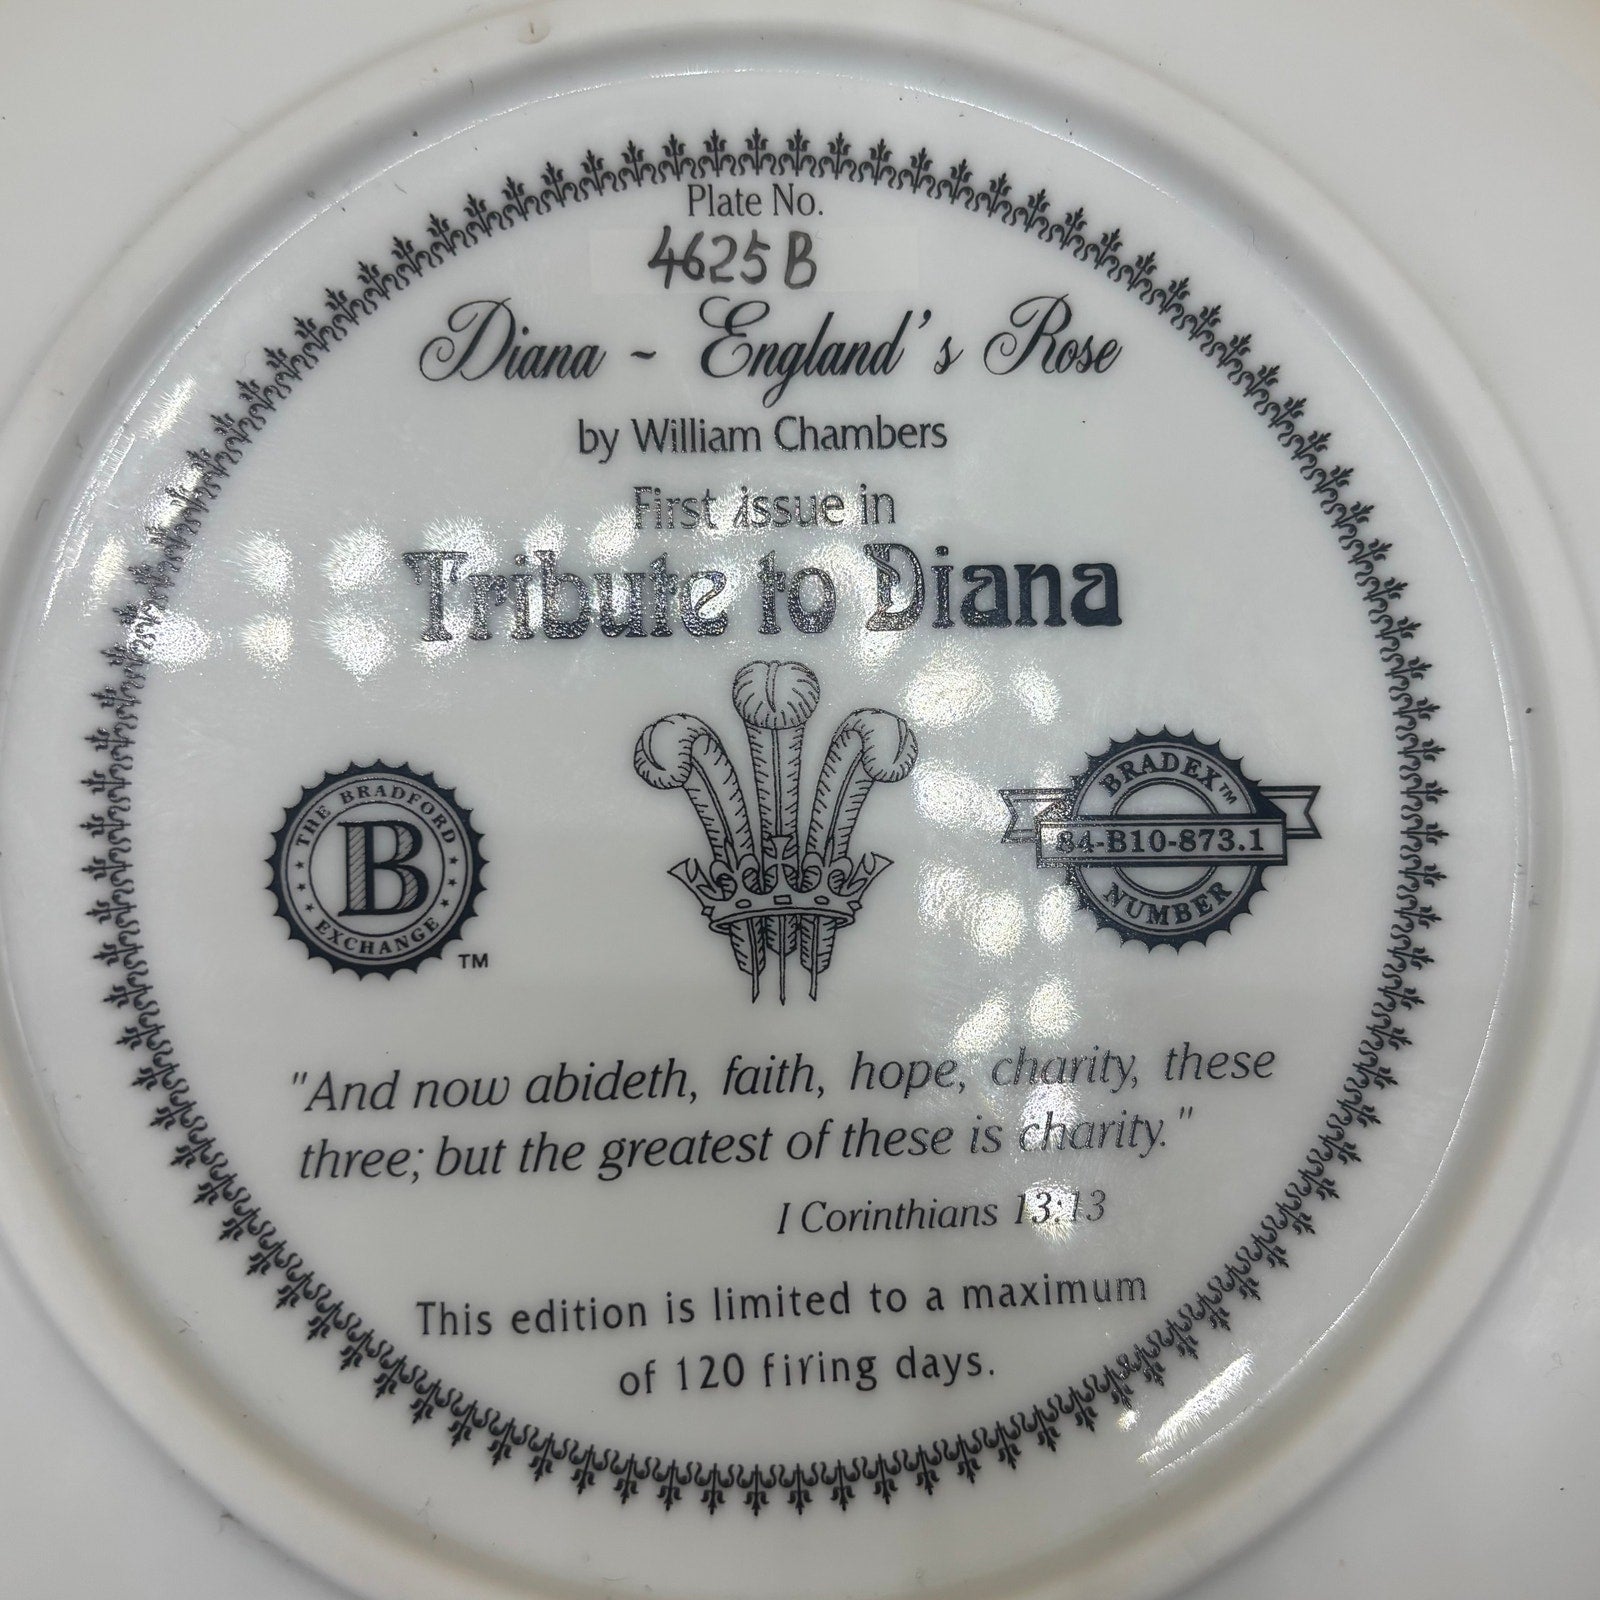 Plate No.
4625 B
Diana ~ England's Rose
by William Chambers
First issue in
Tribute to Diana
THE BRADFORD
B
EXCHANGE
TM
BRADEX™
84-B10-873.1
NUMBER
"And now abideth, faith, hope, charity, these
three; but the greatest of these is charity."
I Corinthians 13:13
This edition is limited to a maximum
of 120 firing days.